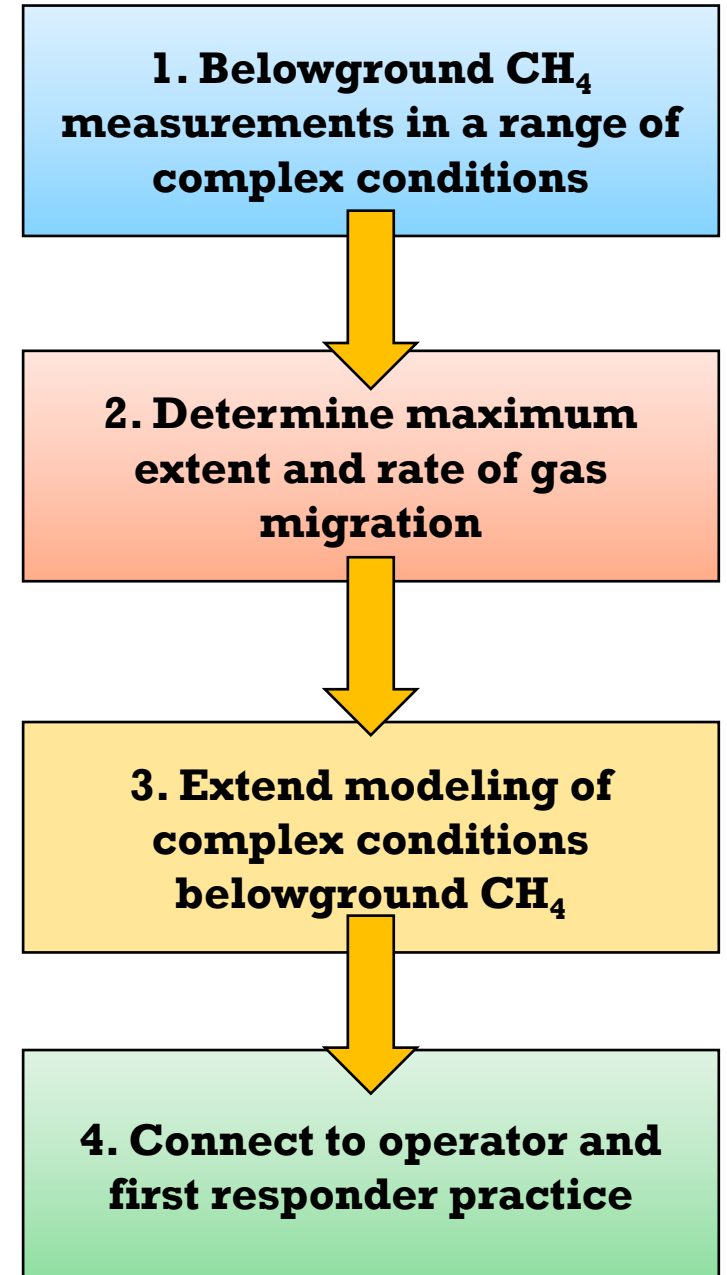 1. Belowground CH₄
measurements in a range of
complex conditions
2. Determine maximum
extent and rate of gas
migration
3. Extend modeling of
complex conditions
belowground CH₄
4. Connect to operator and
first responder practice